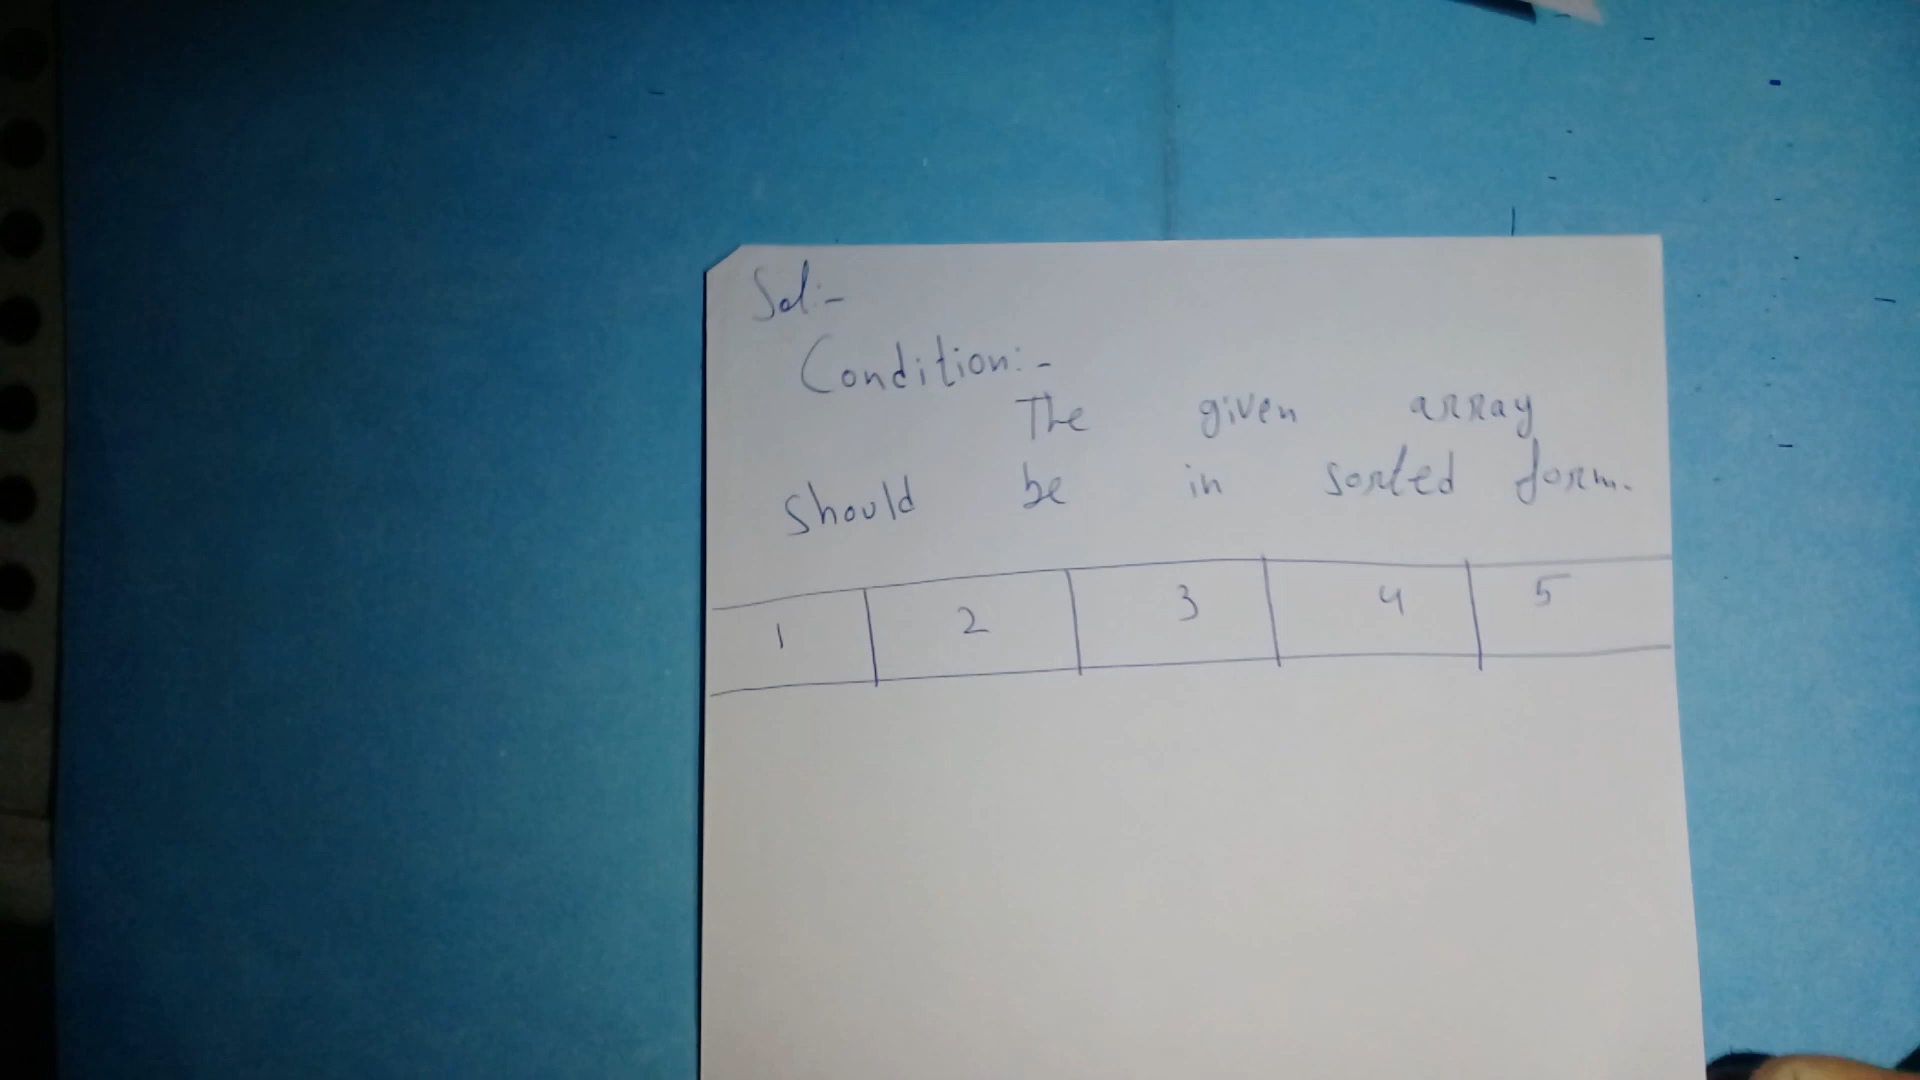 Sol:-
Condition:-
The given array
should be in sorted form.
1 2 3 4 5